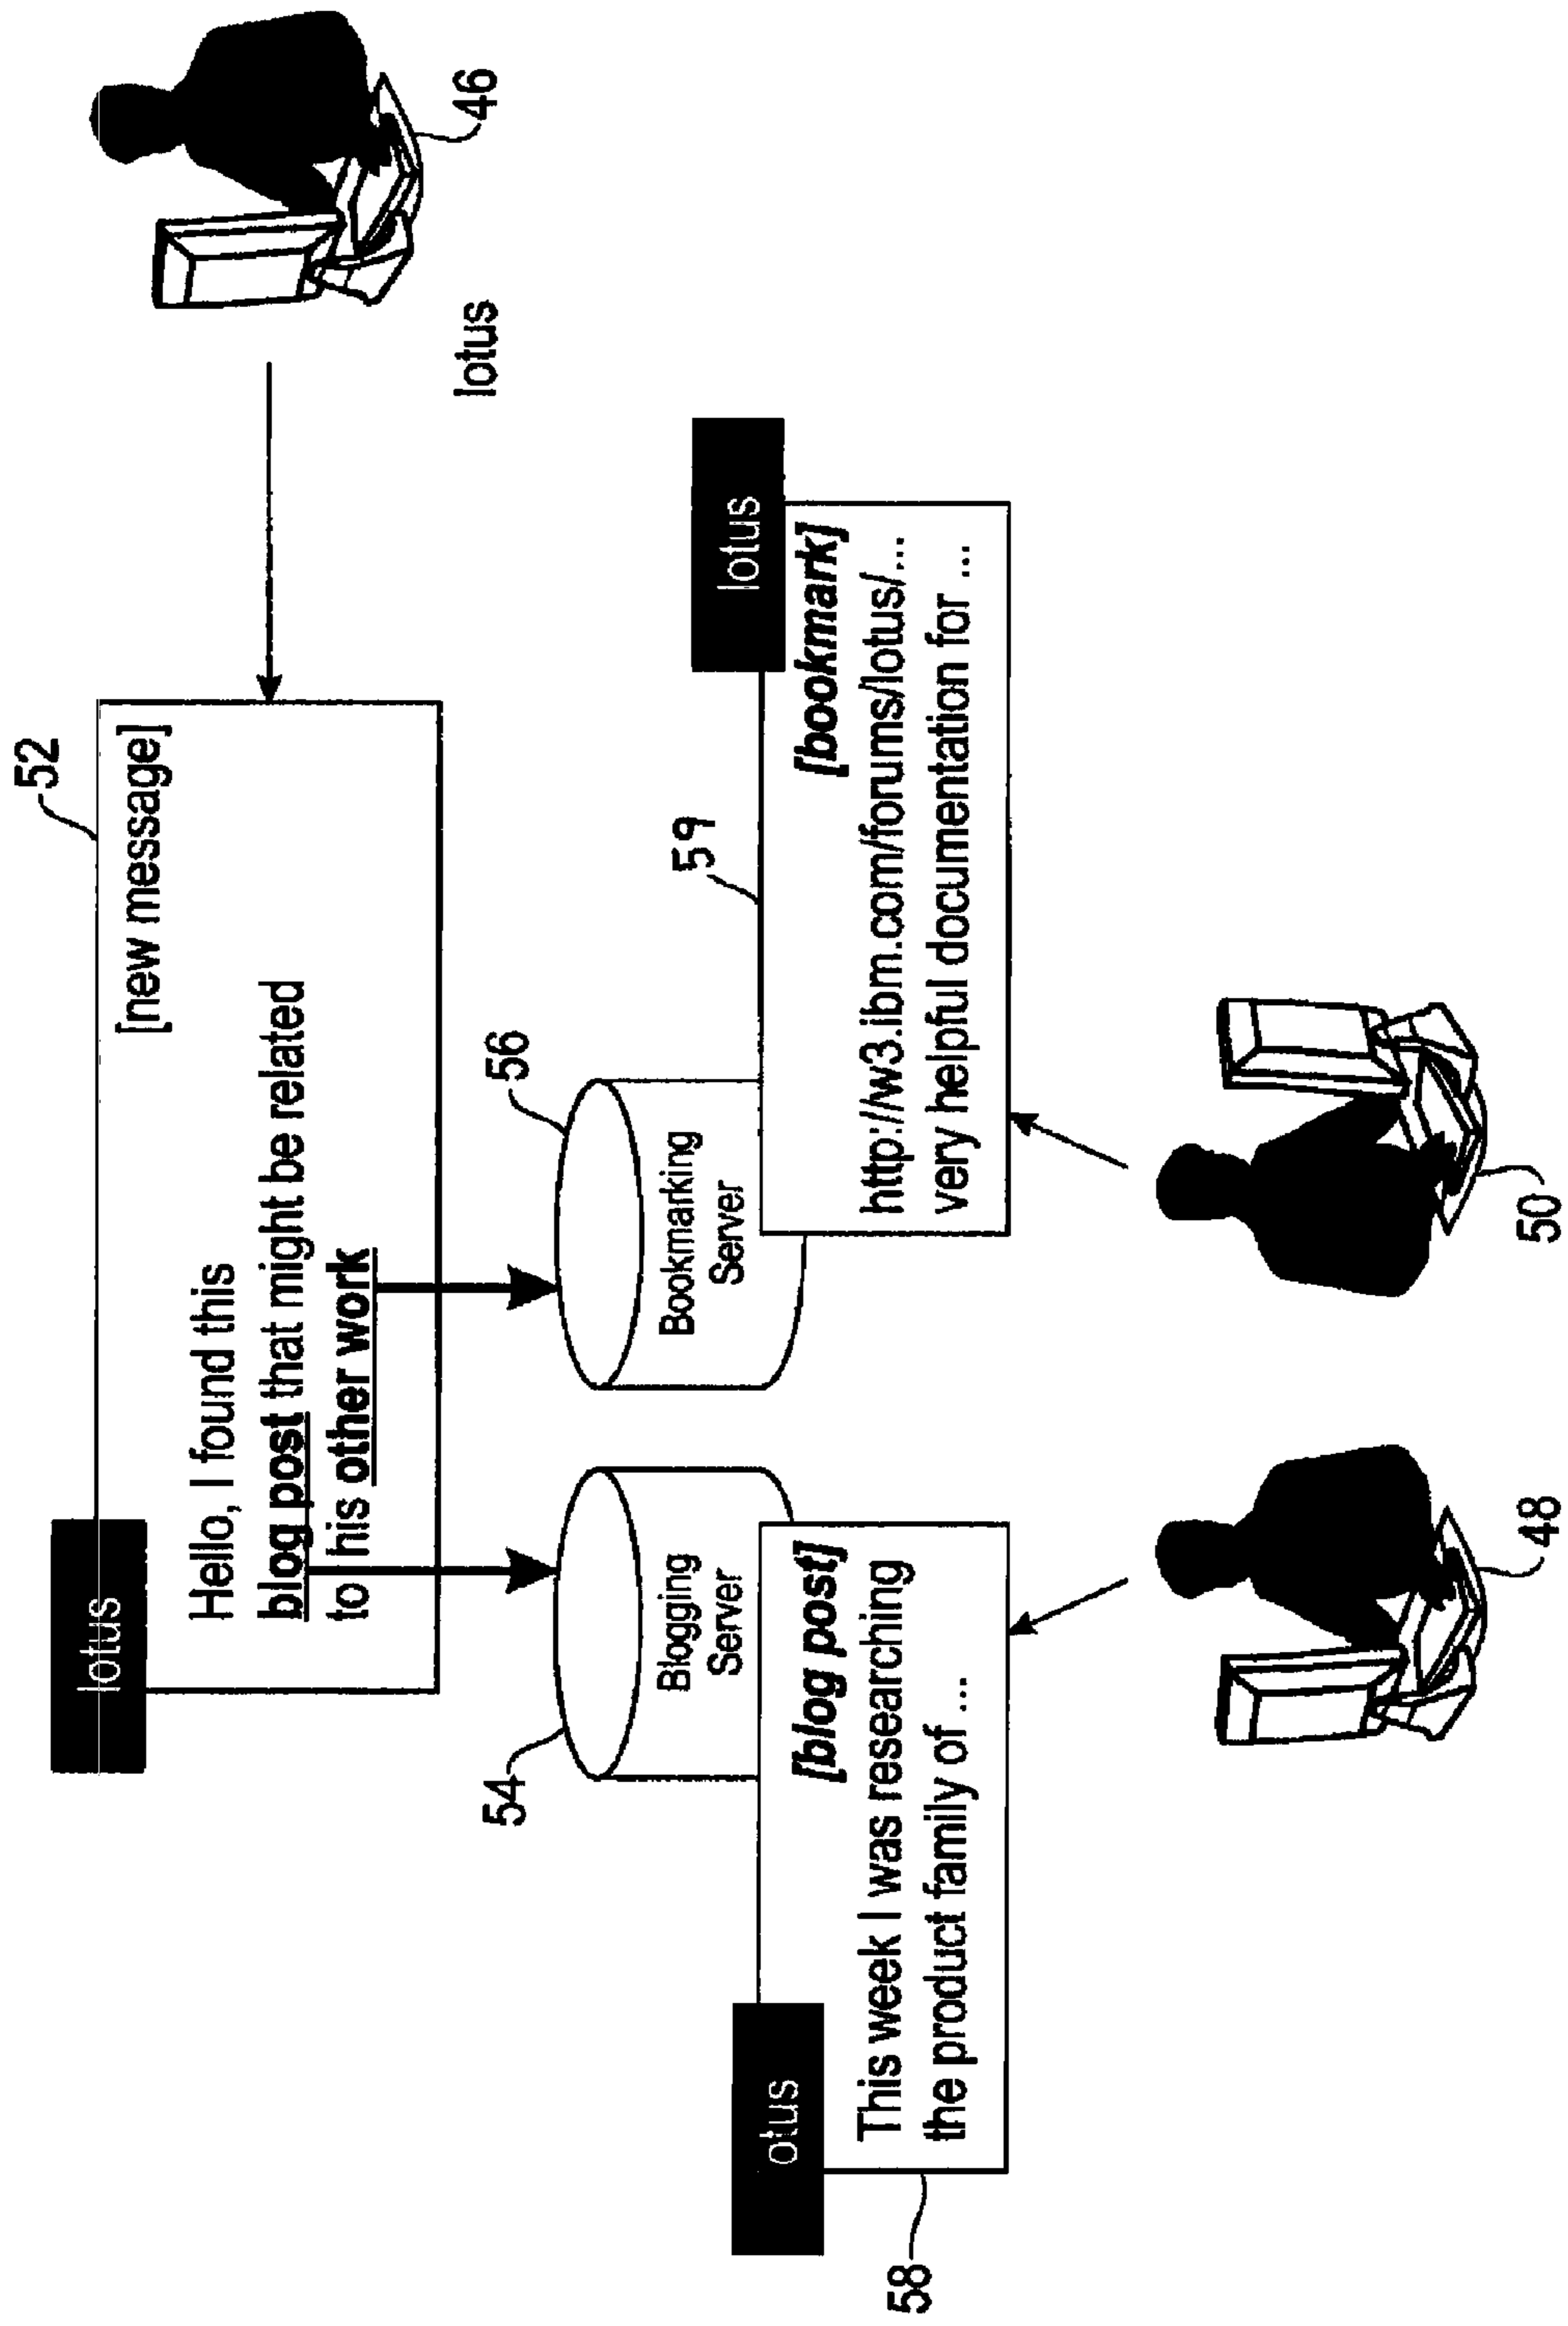 lotus
52
[new message]
Hello, I found this
blog post that might be related
to his other work
46
lotus
54
Blogging
Server
56
Bookmarking
Server
otus
58
[blog post]
This week I was researching
the product family of ...
59
lotus
[bookmark]
http://w3.ibm.com/forums/lotus/...
very helpful documentation for ...
48
50